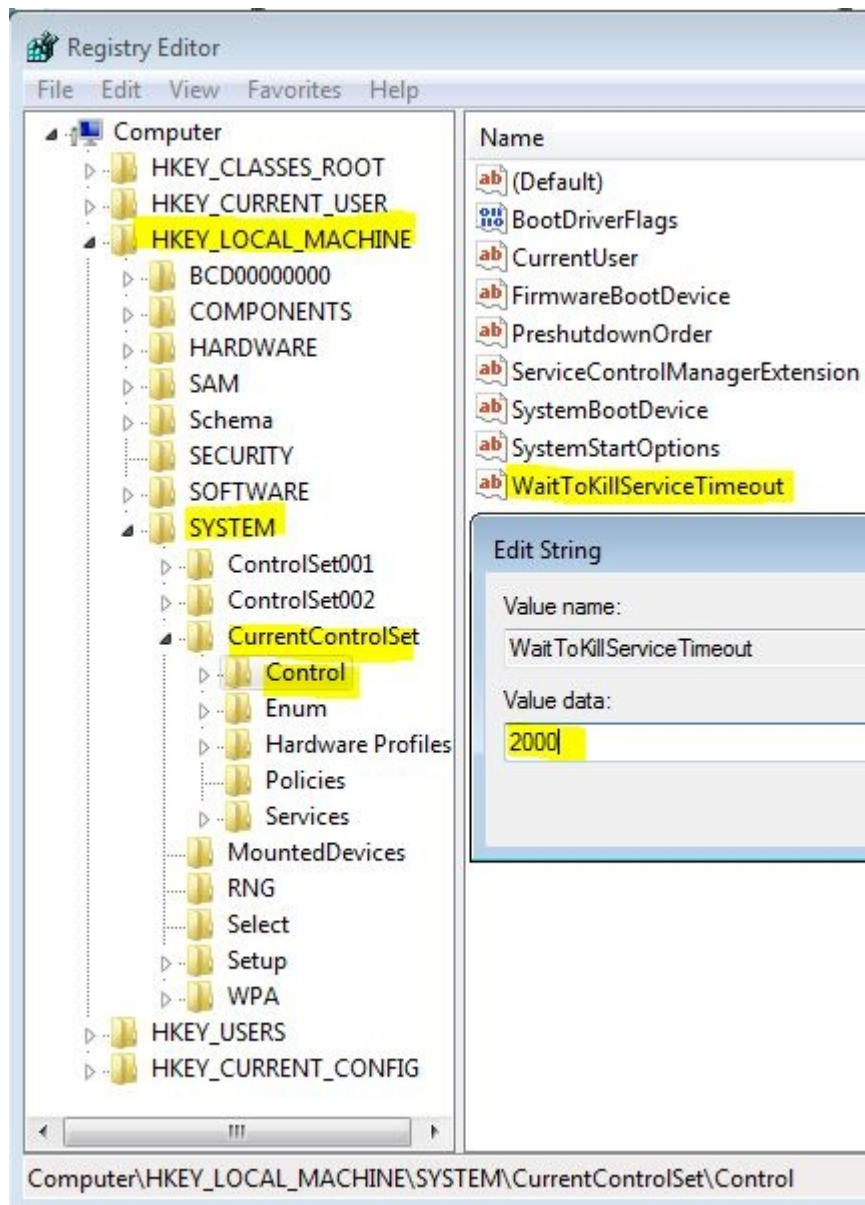 Registry Editor
File Edit View Favorites Help
Computer
HKEY_CLASSES_ROOT
HKEY_CURRENT_USER
HKEY_LOCAL_MACHINE
BCD00000000
COMPONENTS
HARDWARE
SAM
Schema
SECURITY
SOFTWARE
SYSTEM
ControlSet001
ControlSet002
CurrentControlSet
Control
Enum
Hardware Profiles
Policies
Services
MountedDevices
RNG
Select
Setup
WPA
HKEY_USERS
HKEY_CURRENT_CONFIG
Name
(Default)
BootDriverFlags
CurrentUser
FirmwareBootDevice
PreshutdownOrder
ServiceControlManagerExtension
SystemBootDevice
SystemStartOptions
WaitToKillServiceTimeout
Edit String
Value name:
WaitToKillServiceTimeout
Value data:
2000
Computer\HKEY_LOCAL_MACHINE\SYSTEM\CurrentControlSet\Control